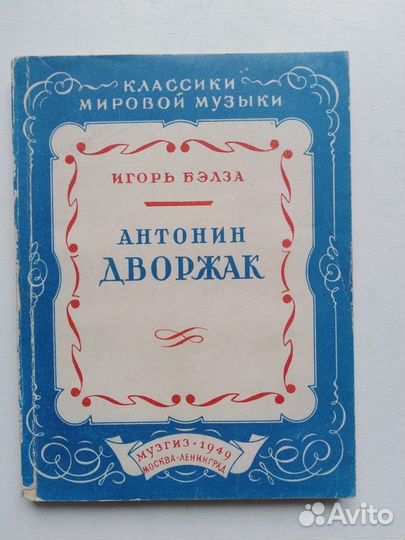 КЛАССИКИ
МИРОВОЙ МУЗЫКИ
ИГОРЬ БЭЛЗА
АНТОНИН
ДВОРЖАК
МУЗГИЗ · 1949
МОСКВА-ЛЕНИНГРАД
Avito